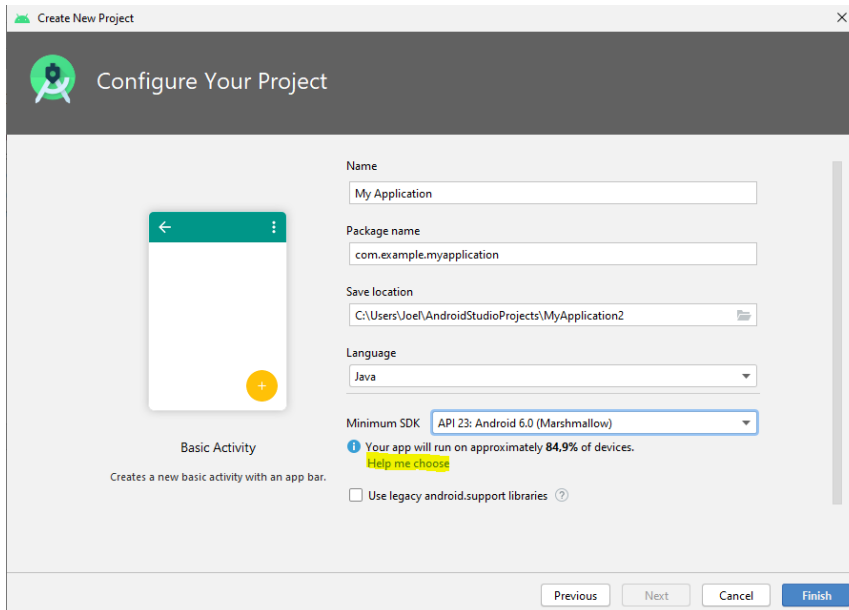 Create New Project
Configure Your Project
Name
My Application
Package name
com.example.myapplication
Save location
C:\Users\Joel\AndroidStudioProjects\MyApplication2
Language
Java
Minimum SDK API 23: Android 6.0 (Marshmallow)
Your app will run on approximately 84,9% of devices.
Help me choose
Use legacy android.support libraries ?
Basic Activity
Creates a new basic activity with an app bar.
Previous Next Cancel Finish